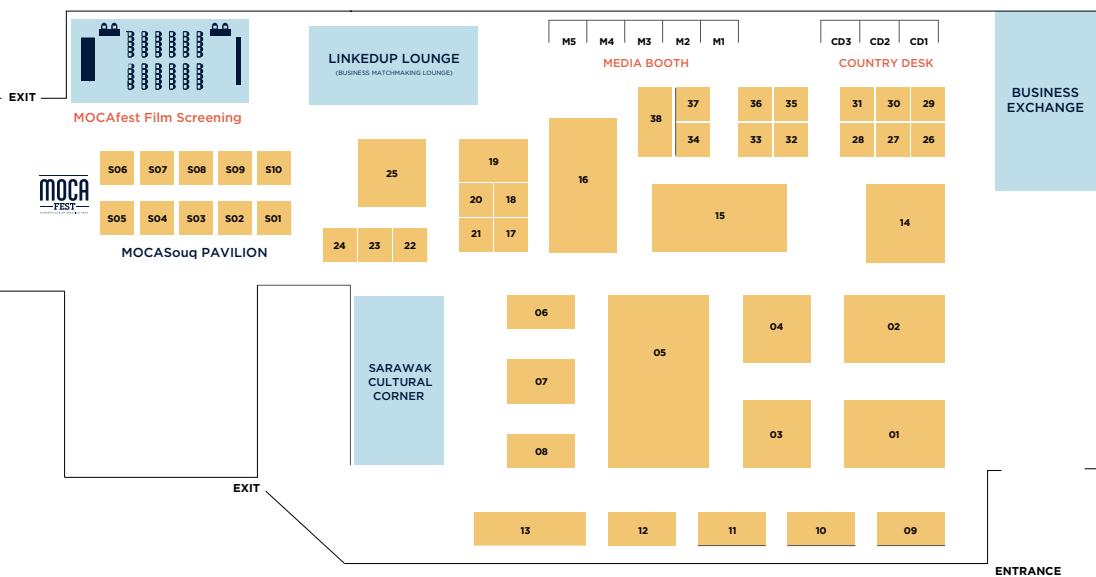 M5 M4 M3 M2 M1
MEDIA BOOTH
CD3 CD2 CD1
COUNTRY DESK
LINKEDUP LOUNGE
(BUSINESS MATCHMAKING LOUNGE)
BUSINESS
EXCHANGE
EXIT
MOCAfest Film Screening
38 37 36 35 31 30 29
34 33 32 28 27 26
S06 S07 S08 S09 S10
MOCA
FEST
S05 S04 S03 S02 S01
MOCASouq PAVILION
25
19
16
20 18
21 17
24 23 22
15
14
06
05
04
02
SARAWAK
CULTURAL
CORNER
07
08
03
01
EXIT
13 12 11 10 09
ENTRANCE